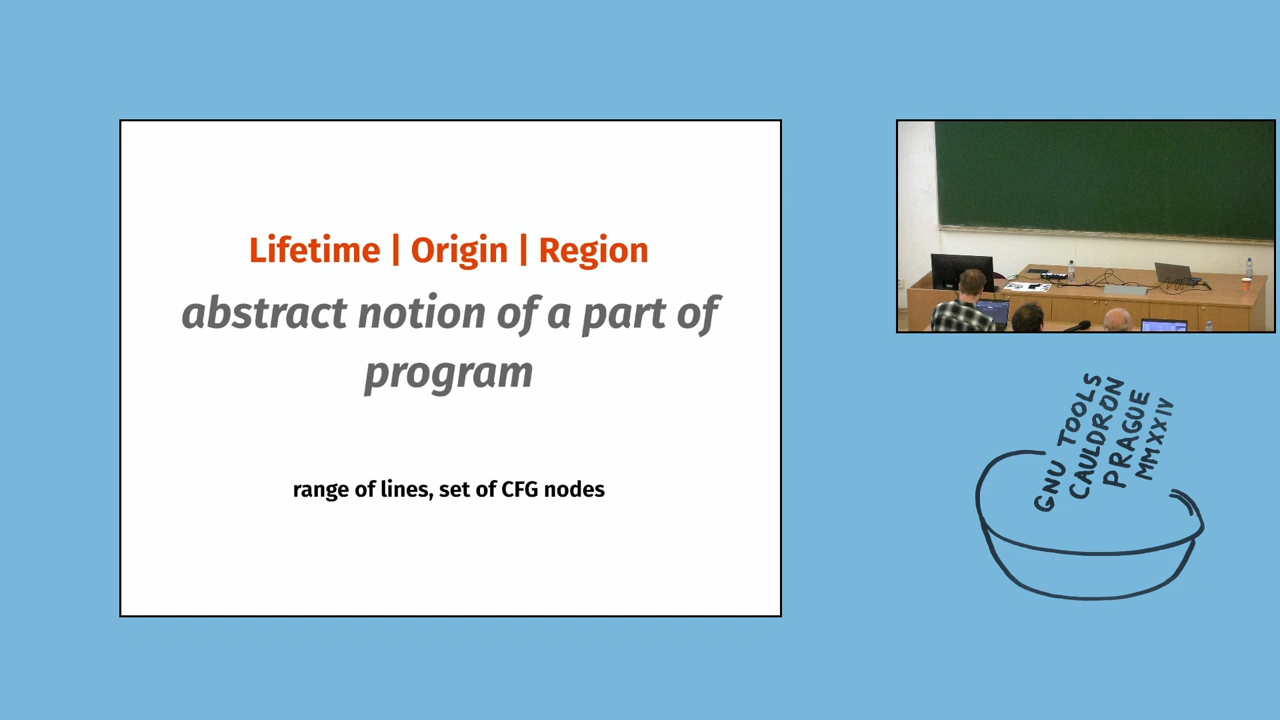 Lifetime | Origin | Region
abstract notion of a part of
program
range of lines, set of CFG nodes
GNU TOOLS
CAULDRON
PRAGUE
MMXXIV